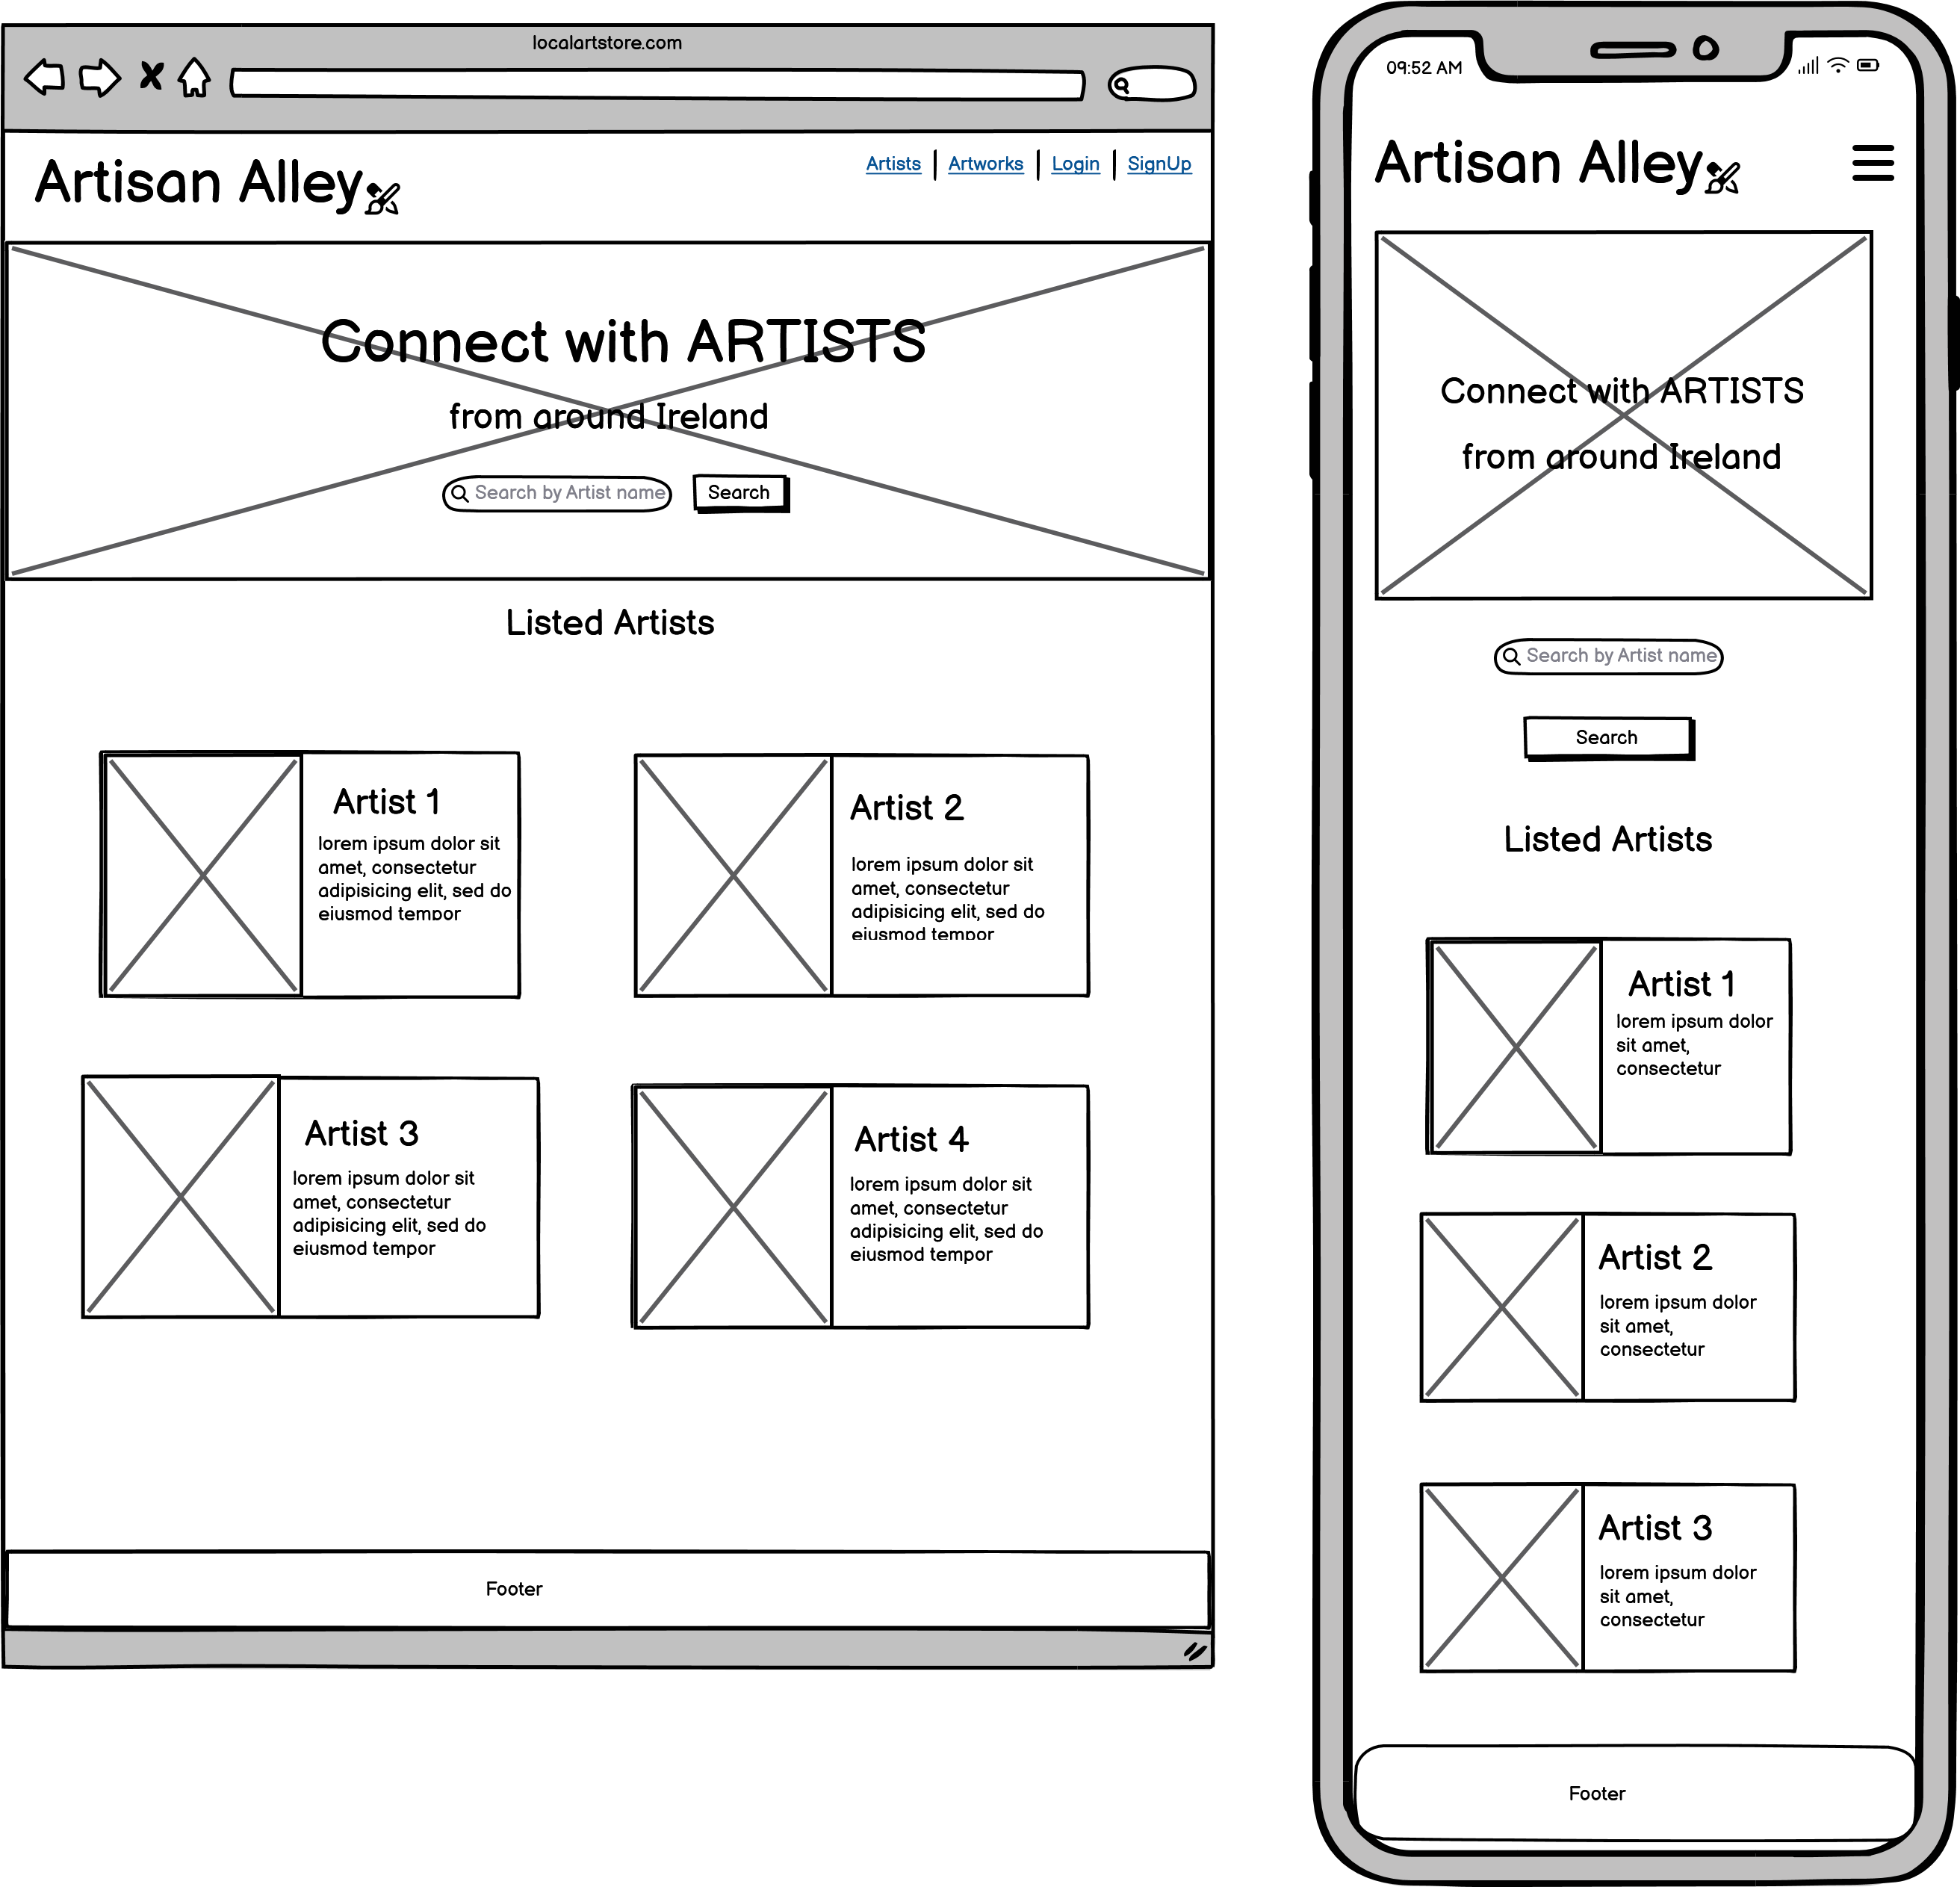 localartstore.com
Artisan Alley
Artists
Artworks
Login
SignUp
Connect with ARTISTS
from around Ireland
Search by Artist name
Search
Listed Artists
Artist 1
lorem ipsum dolor sit
amet, consectetur
adipisicing elit, sed do
eiusmod tempor
Artist 2
lorem ipsum dolor sit
amet, consectetur
adipisicing elit, sed do
eiusmod tempor
Artist 3
lorem ipsum dolor sit
amet, consectetur
adipisicing elit, sed do
eiusmod tempor
Artist 4
lorem ipsum dolor sit
amet, consectetur
adipisicing elit, sed do
eiusmod tempor
Footer
09:52 AM
Artisan Alley
Connect with ARTISTS
from around Ireland
Search by Artist name
Search
Listed Artists
Artist 1
lorem ipsum dolor
sit amet,
consectetur
Artist 2
lorem ipsum dolor
sit amet,
consectetur
Artist 3
lorem ipsum dolor
sit amet,
consectetur
Footer